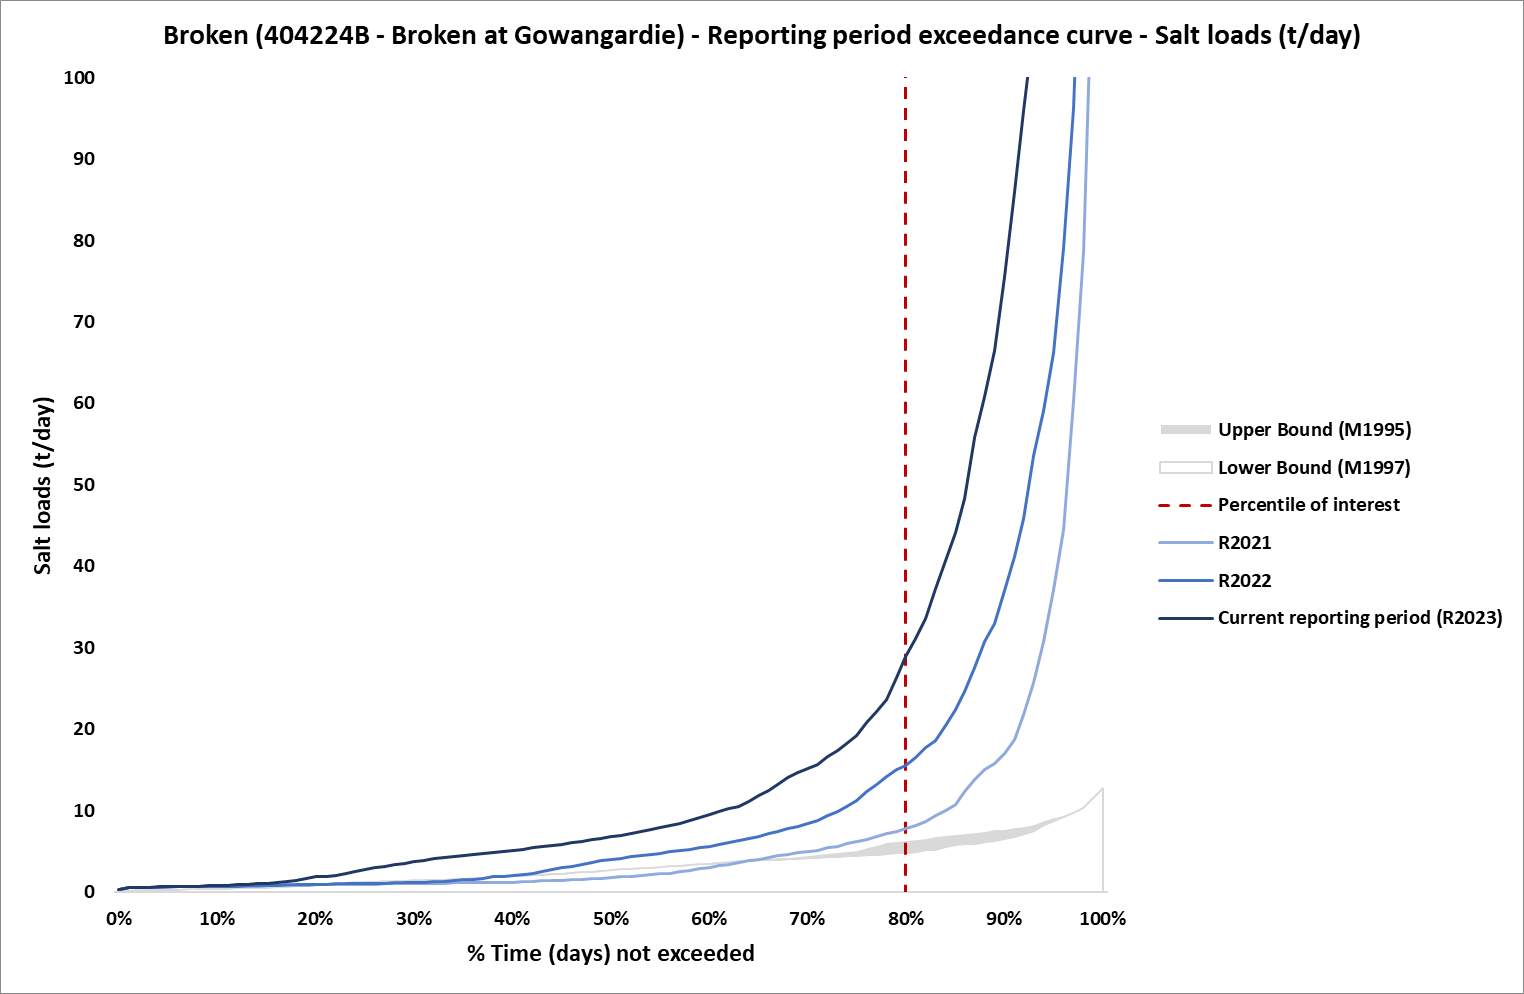 Broken (404224B - Broken at Gowangardie) - Reporting period exceedance curve - Salt loads (t/day)
100
90
80
70
60
50
40
30
20
10
0
Salt loads (t/day)
0% 10% 20% 30% 40% 50% 60% 70% 80% 90% 100%
% Time (days) not exceeded
Upper Bound (M1995)
Lower Bound (M1997)
Percentile of interest
R2021
R2022
Current reporting period (R2023)